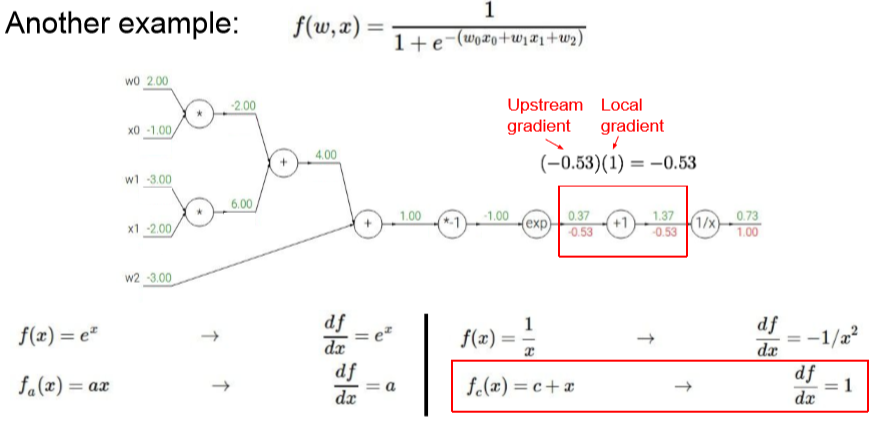 Another example: f(w,x) = \frac{1}{1+e^{-(w_0x_0+w_1x_1+w_2)}}
w0 2.00
*
-2.00
x0 -1.00
+
4.00
w1 -3.00
*
6.00
x1 -2.00
+
1.00
*-1
-1.00
exp
0.37
-0.53
+1
1.37
-0.53
1/x
0.73
1.00
w2 -3.00
Upstream gradient
Local gradient
(−0.53)(1) = −0.53
f(x) = e^x → \frac{df}{dx} = e^x
f_a(x) = ax → \frac{df}{dx} = a
f(x) = \frac{1}{x} → \frac{df}{dx} = −1/x^2
f_c(x) = c + x → \frac{df}{dx} = 1